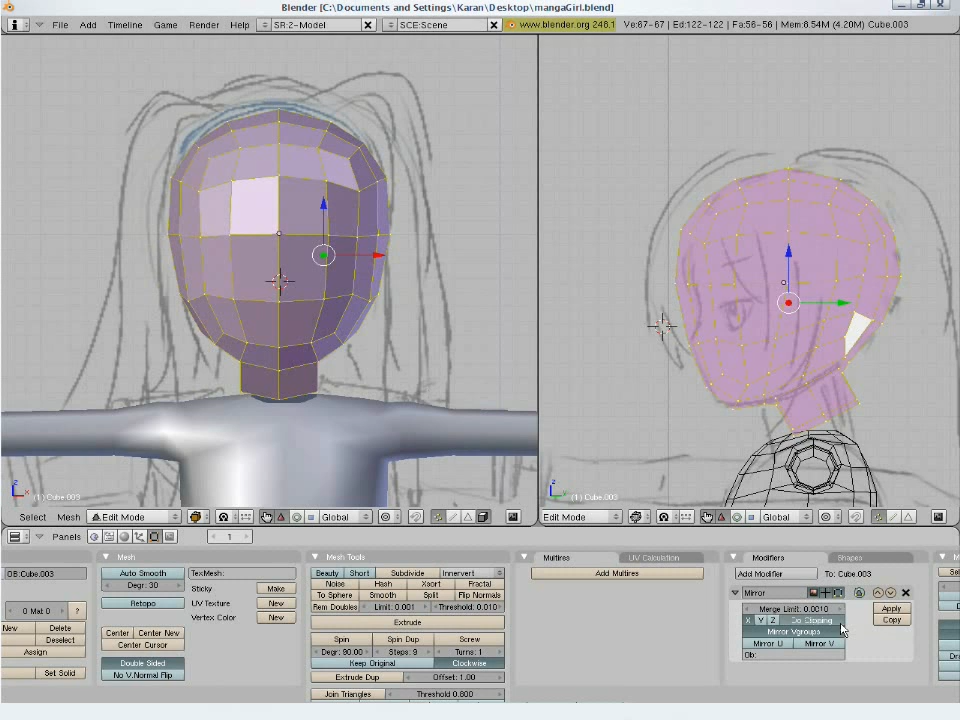 Blender [C:\Documents and Settings\Karan\Desktop\mangaGirl.blend]
File Add Timeline Game Render Help SR:2-Model SCE:Scene www.blender.org 248.1 Ve:67-67 | Ed:122-122 | Fa:56-56 | Mem:6.54M (4.20M) Cube.003
z x (1) Cube.003
z y (1) Cube.003
Select Mesh Edit Mode Global
Edit Mode Global
Panels 1
Mesh Mesh Tools Multires UV Calculation Modifiers Shapes
OB:Cube.003
0 Mat 0 ?
New Delete
Deselect
Assign
Set Solid
Auto Smooth
Degr: 30
Retopo
Center Center New
Center Cursor
Double Sided
No V.Normal Flip
TexMesh:
Sticky Make
UV Texture New
Vertex Color New
Beauty Short Subdivide Innervert
Noise Hash Xsort Fractal
To Sphere Smooth Split Flip Normals
Rem Doubles Limit: 0.001 Threshold: 0.010
Extrude
Spin Spin Dup Screw
Degr: 90.00 Steps: 9 Turns: 1
Keep Original Clockwise
Extrude Dup Offset: 1.00
Join Triangles Threshold 0.800
Add Multires
Add Modifier To: Cube.003
Mirror
Merge Limit: 0.0010 Apply
X Y Z Do Clipping Copy
Mirror Vgroups
Mirror U Mirror V
Ob: